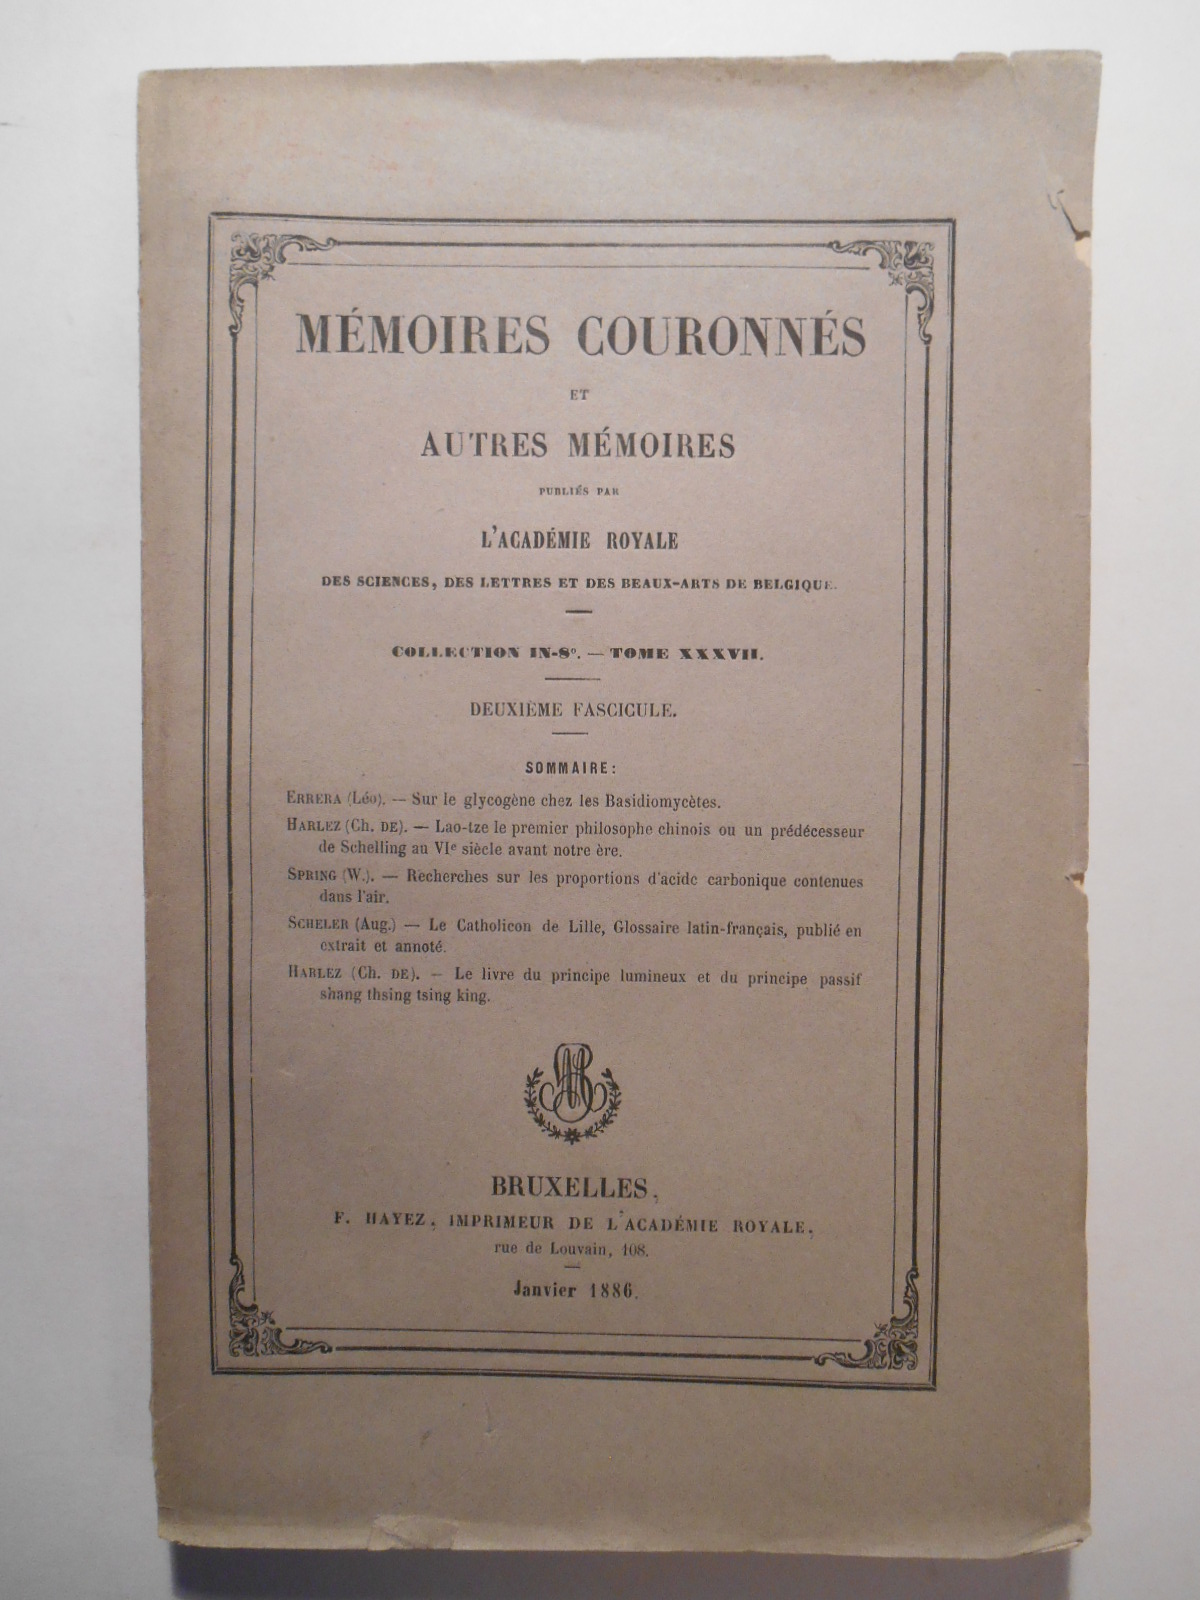 MÉMOIRES COURONNÉS
ET
AUTRES MÉMOIRES
PUBLIÉS PAR
L'ACADÉMIE ROYALE
DES SCIENCES, DES LETTRES ET DES BEAUX-ARTS DE BELGIQUE.
COLLECTION IN-8º. — TOME XXXVII.
DEUXIÈME FASCICULE.
SOMMAIRE:
ERRERA (Léo). — Sur le glycogène chez les Basidiomycètes.
HARLEZ (Ch. DE). — Lao-tze le premier philosophe chinois ou un prédécesseur
de Schelling au VIe siècle avant notre ère.
SPRING (W.). — Recherches sur les proportions d'acide carbonique contenues
dans l'air.
SCHELER (Aug.) — Le Catholicon de Lille, Glossaire latin-français, publié en
extrait et annoté.
HARLEZ (Ch. DE). — Le livre du principe lumineux et du principe passif
shang thsing tsing king.
BRUXELLES,
F. HAYEZ, IMPRIMEUR DE L'ACADÉMIE ROYALE,
rue de Louvain, 108.
Janvier 1886.